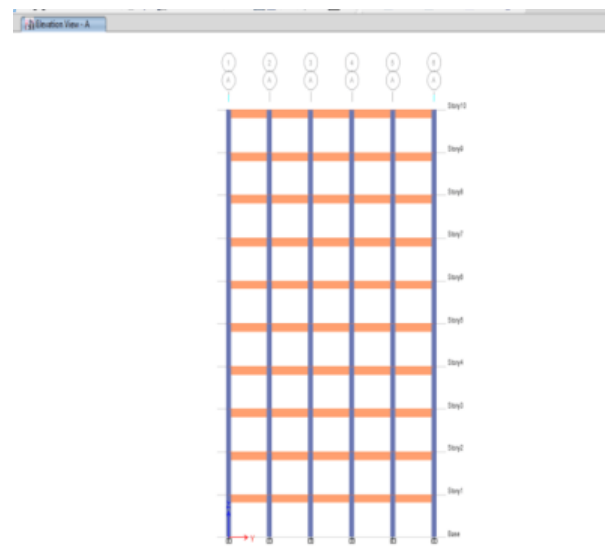 Elevation View - A
1 2 3 4 5 6
A A A A A A
Story10
Story9
Story8
Story7
Story6
Story5
Story4
Story3
Story2
Story1
Base
Y